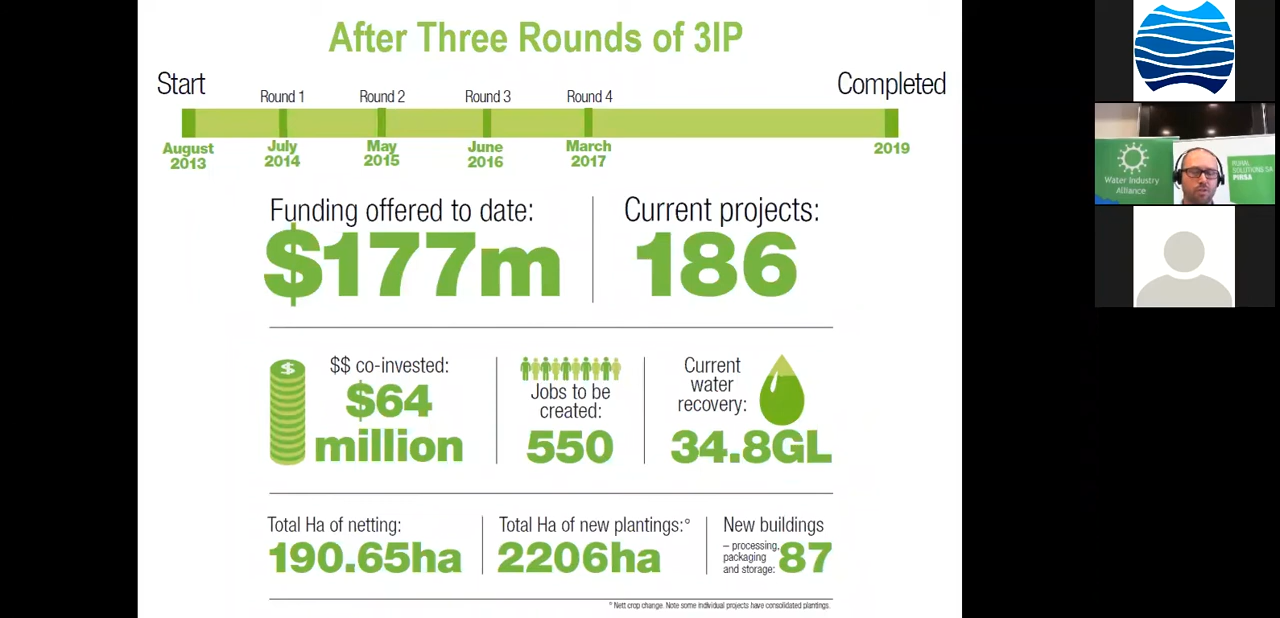 After Three Rounds of 3IP
Start
Completed
Round 1
Round 2
Round 3
Round 4
August
2013
July
2014
May
2015
June
2016
March
2017
2019
Funding offered to date:
$177m
Current projects:
186
$
$$ co-invested:
$64
million
Jobs to be
created:
550
Current
water
recovery:
34.8GL
Total Ha of netting:
190.65ha
Total Ha of new plantings:°
2206ha
New buildings
– processing,
packaging
and storage:
87
° Nett crop change. Note some individual projects have consolidated plantings.
Water Industry
Alliance
RURAL
SOLUTIONS SA
PIRSA